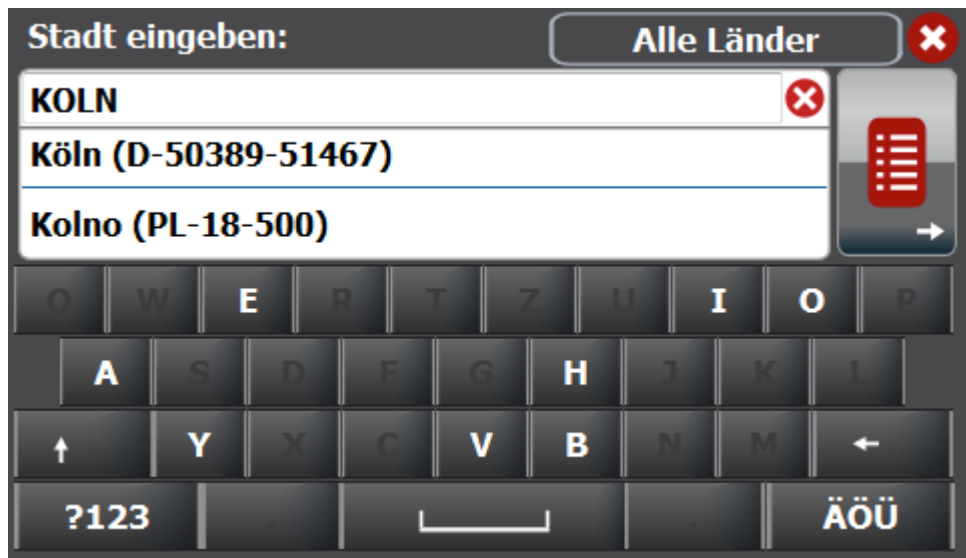 Stadt eingeben: Alle Länder
KOLN
Köln (D-50389-51467)
Kolno (PL-18-500)
Q W E R T Z U I O P
A S D F G H J K L
Y X C V B N M
?123 . . ÄÖÜ